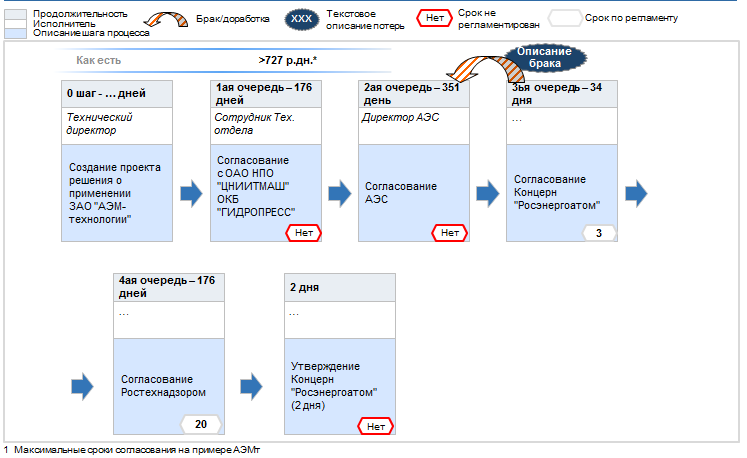 Продолжительность
Исполнитель
Описание шага процесса
Брак/доработка
XXX
Текстовое
описание потерь
Нет
Срок не
регламентирован
Срок по регламенту
Как есть
>727 р.дн.*
Описание
брака
0 шаг - … дней
Технический
директор
Создание проекта
решения о
применении
ЗАО "АЭМ-
технологии"
1ая очередь – 176
дней
Сотрудник Тех.
отдела
Согласование
с ОАО НПО
"ЦНИИТМАШ"
ОКБ
"ГИДРОПРЕСС"
Нет
2ая очередь – 351
день
Директор АЭС
Согласование
АЭС
Нет
3ья очередь – 34
дня
…
Согласование
Концерн
"Росэнергоатом"
3
4ая очередь – 176
дней
…
Согласование
Ростехнадзором
20
2 дня
…
Утверждение
Концерн
"Росэнергоатом"
(2 дня)
Нет
1 Максимальные сроки согласования на примере АЭМт